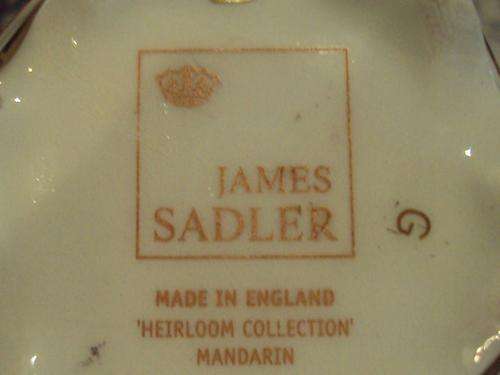 JAMES
SADLER
G
MADE IN ENGLAND
'HEIRLOOM COLLECTION'
MANDARIN